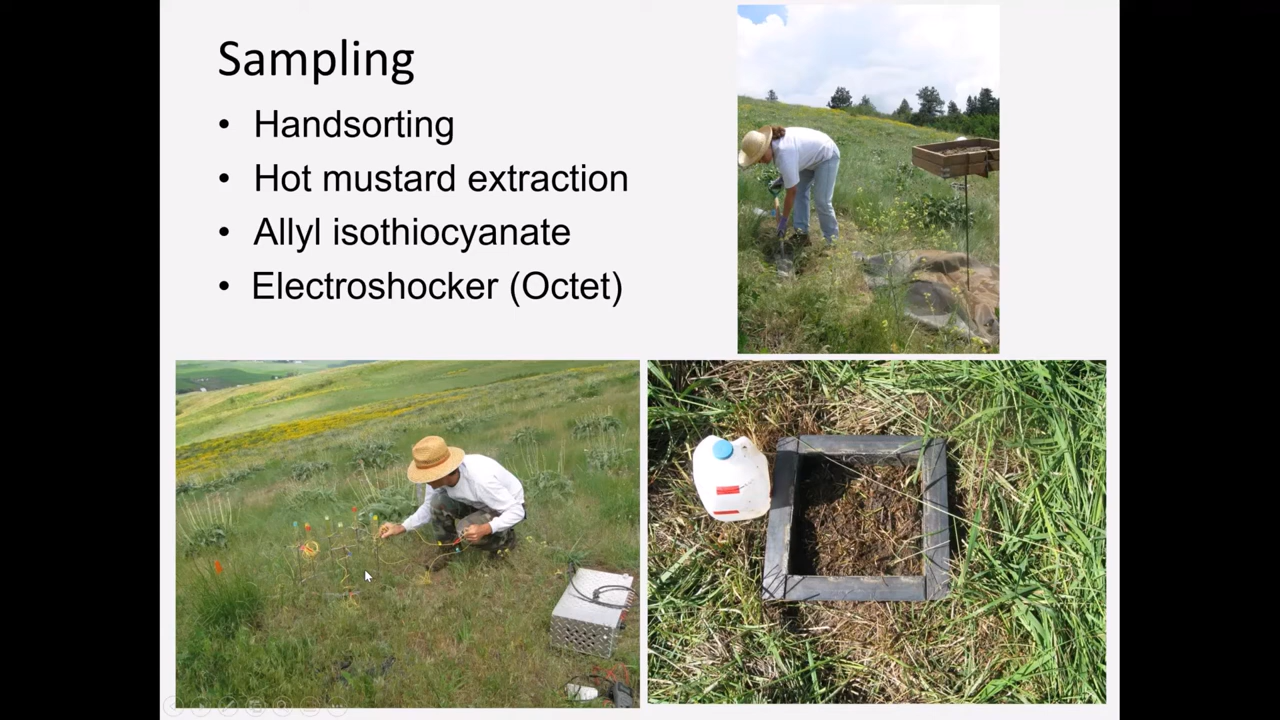 Sampling
• Handsorting
• Hot mustard extraction
• Allyl isothiocyanate
• Electroshocker (Octet)